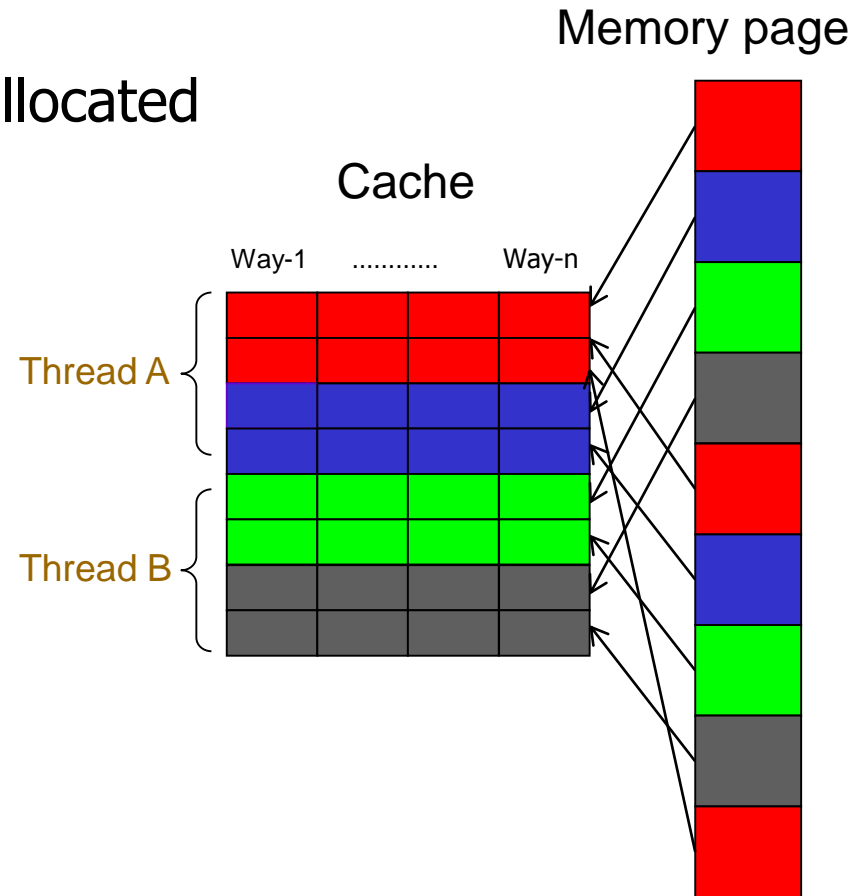 Memory page
llocated
Cache
Way-1 ............ Way-n
Thread A
Thread B